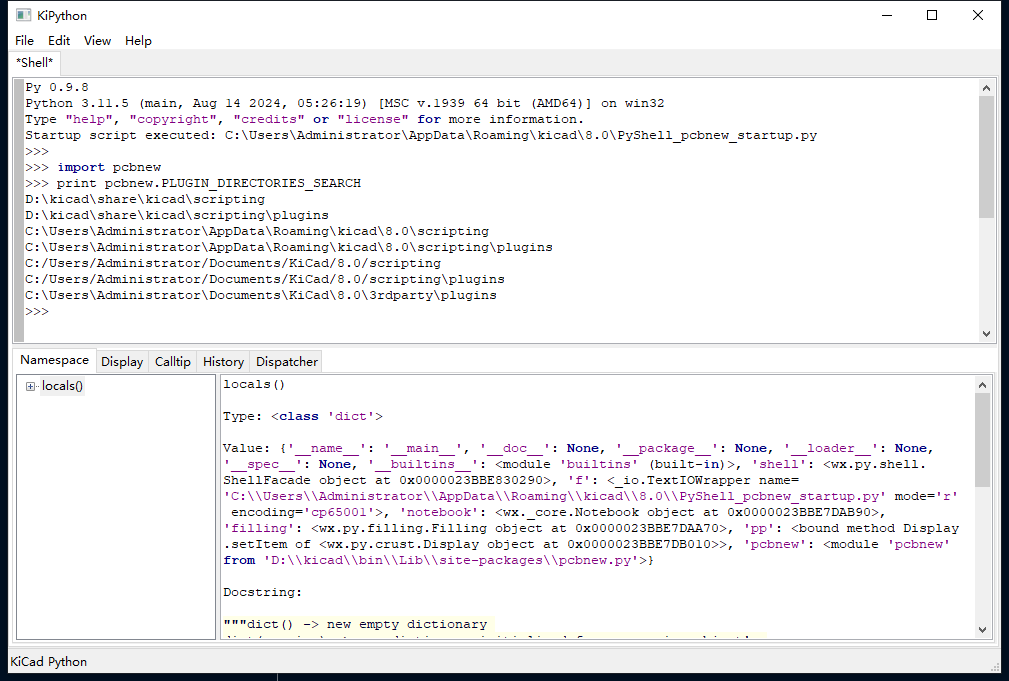 KiPython
File Edit View Help
*Shell*
Py 0.9.8
Python 3.11.5 (main, Aug 14 2024, 05:26:19) [MSC v.1939 64 bit (AMD64)] on win32
Type "help", "copyright", "credits" or "license" for more information.
Startup script executed: C:\Users\Administrator\AppData\Roaming\kicad\8.0\PyShell_pcbnew_startup.py
>>>
>>> import pcbnew
>>> print pcbnew.PLUGIN_DIRECTORIES_SEARCH
D:\kicad\share\kicad\scripting
D:\kicad\share\kicad\scripting\plugins
C:\Users\Administrator\AppData\Roaming\kicad\8.0\scripting
C:\Users\Administrator\AppData\Roaming\kicad\8.0\scripting\plugins
C:/Users/Administrator/Documents/KiCad/8.0/scripting
C:/Users/Administrator/Documents/KiCad/8.0/scripting\plugins
C:\Users\Administrator\Documents\KiCad\8.0\3rdparty\plugins
>>>
Namespace Display Calltip History Dispatcher
locals()
locals()
Type: <class 'dict'>
Value: {'__name__': '__main__', '__doc__': None, '__package__': None, '__loader__': None,
'__spec__': None, '__builtins__': <module 'builtins' (built-in)>, 'shell': <wx.py.shell.
ShellFacade object at 0x0000023BBE830290>, 'f': <_io.TextIOWrapper name=
'C:\\Users\\Administrator\\AppData\\Roaming\\kicad\\8.0\\PyShell_pcbnew_startup.py' mode='r'
encoding='cp65001'>, 'notebook': <wx._core.Notebook object at 0x0000023BBE7DAB90>,
'filling': <wx.py.filling.Filling object at 0x0000023BBE7DAA70>, 'pp': <bound method Display
.setItem of <wx.py.crust.Display object at 0x0000023BBE7DB010>>, 'pcbnew': <module 'pcbnew'
from 'D:\\kicad\\bin\\Lib\\site-packages\\pcbnew.py'>}
Docstring:
"""dict() -> new empty dictionary
KiCad Python